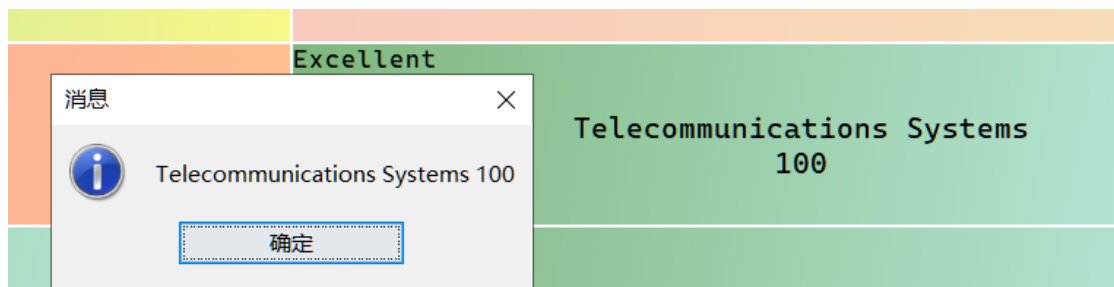 Excellent
消息
Telecommunications Systems
100
Telecommunications Systems 100
确定